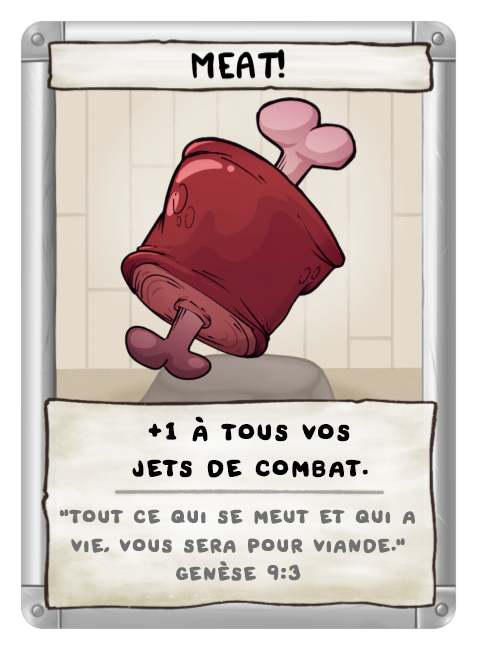 MEAT!
+1 À TOUS VOS
JETS DE COMBAT.
"TOUT CE QUI SE MEUT ET QUI A
VIE, VOUS SERA POUR VIANDE."
GENÈSE 9:3